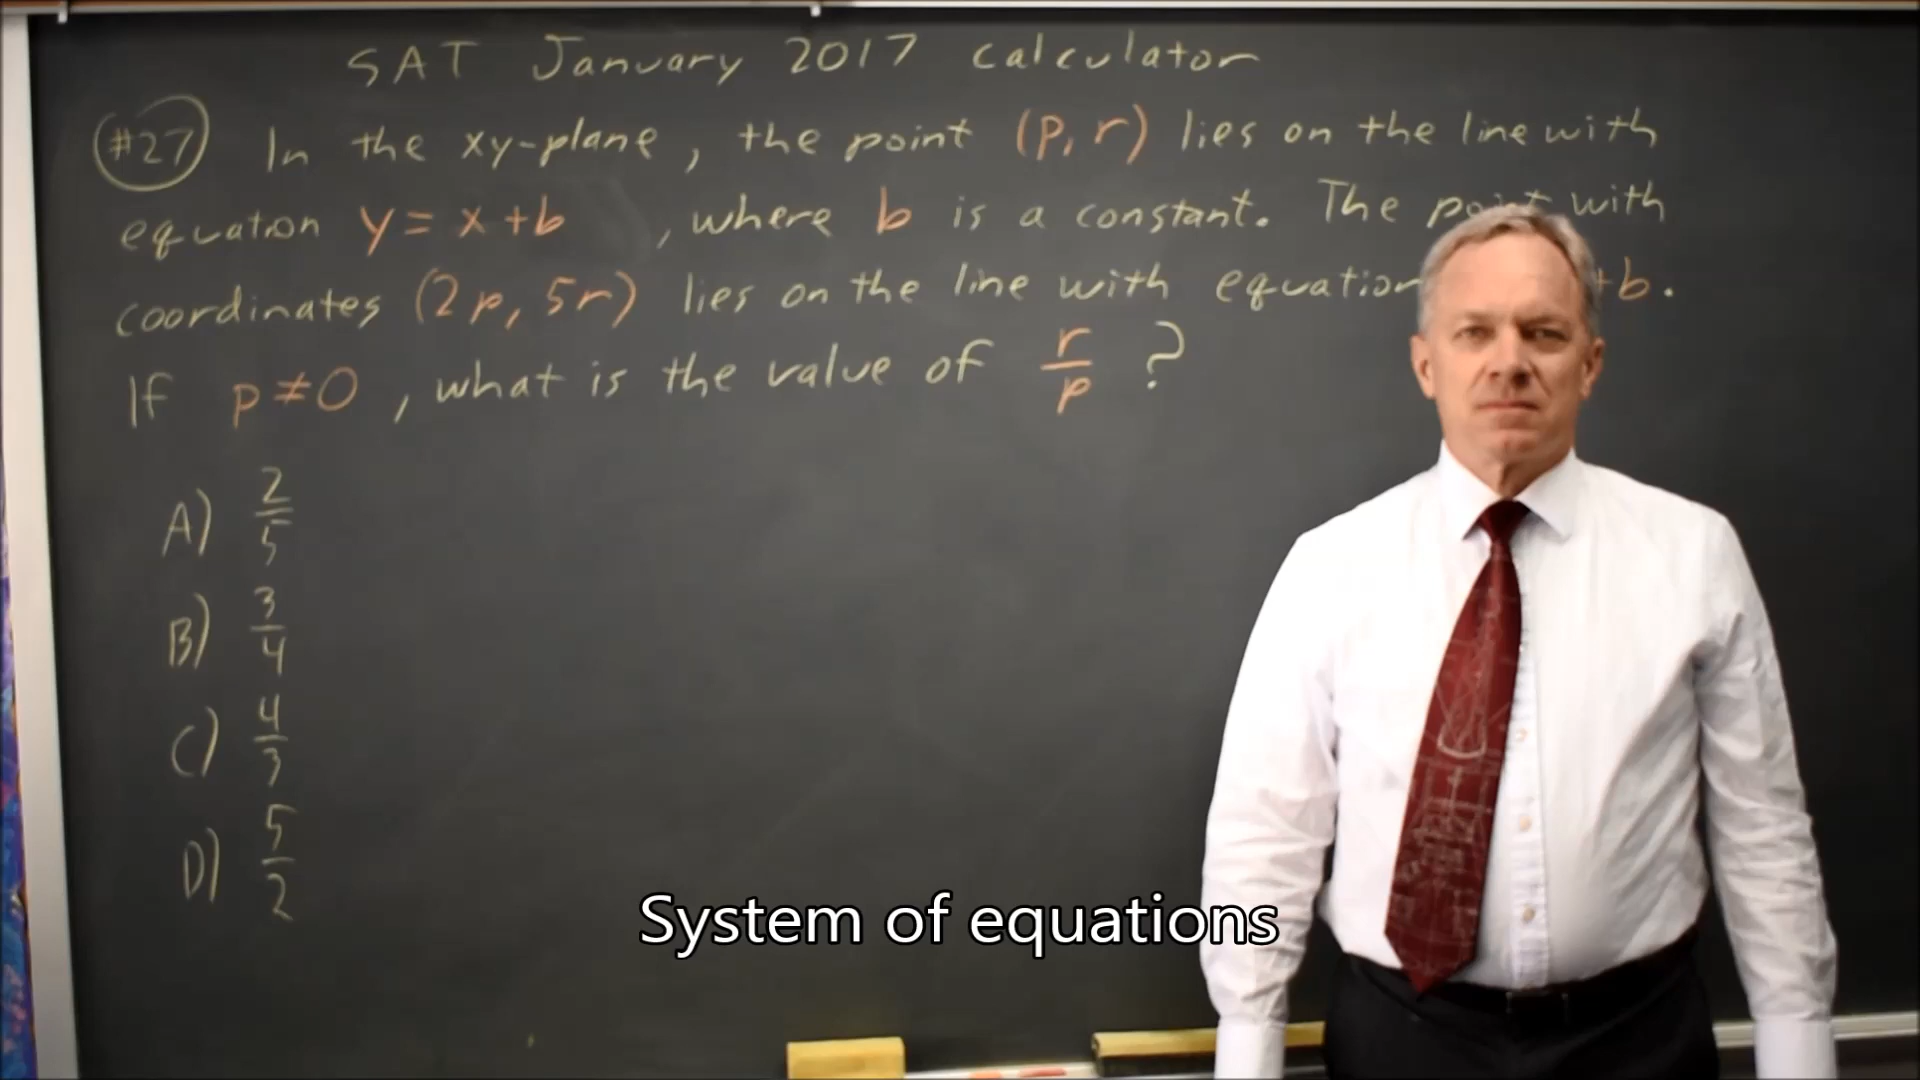 SAT January 2017 calculator
#27 In the xy-plane, the point (p, r) lies on the line with
equation y = x + b, where b is a constant. The point with
coordinates (2p, 5r) lies on the line with equation +b.
If p ≠ 0, what is the value of r/p ?
A) 2/5
B) 3/4
C) 4/3
D) 5/2
System of equations